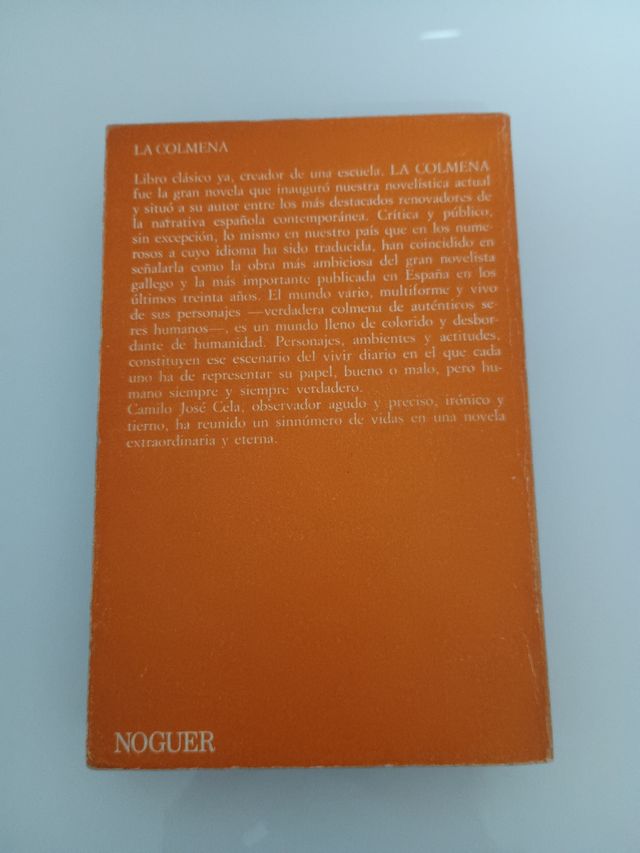 LA COLMENA
Libro clásico ya, creador de una escuela, LA COLMENA
fue la gran novela que inauguró nuestra novelística actual
y situó a su autor entre los más destacados renovadores de
la narrativa española contemporánea. Crítica y público,
sin excepción, lo mismo en nuestro país que en los nume-
rosos a cuyo idioma ha sido traducida, han coincidido en
señalarla como la obra más ambiciosa del gran novelista
gallego y la más importante publicada en España en los
últimos treinta años. El mundo vario, multiforme y vivo
de sus personajes —verdadera colmena de auténticos se-
res humanos—, es un mundo lleno de colorido y desbor-
dante de humanidad. Personajes, ambientes y actitudes,
constituyen ese escenario del vivir diario en el que cada
uno ha de representar su papel, bueno o malo, pero hu-
mano siempre y siempre verdadero.
Camilo José Cela, observador agudo y preciso, irónico y
tierno, ha reunido un sinnúmero de vidas en una novela
extraordinaria y eterna.
NOGUER